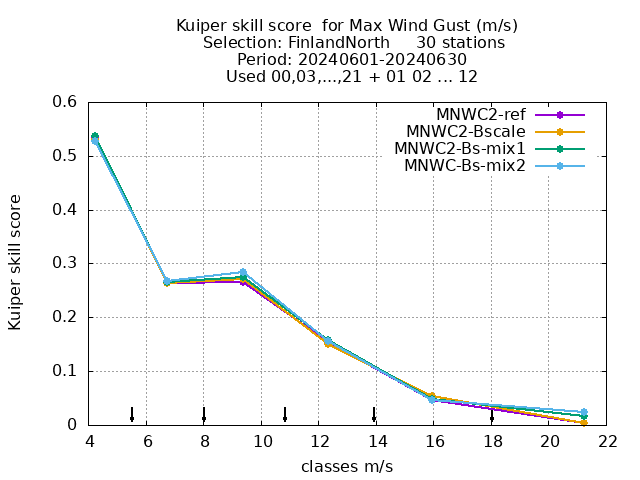 Kuiper skill score  for Max Wind Gust (m/s)
Selection: FinlandNorth     30 stations
Period: 20240601-20240630
Used 00,03,...,21 + 01 02 ... 12
MNWC2-ref
MNWC2-Bscale
MNWC2-Bs-mix1
MNWC-Bs-mix2
Kuiper skill score
0.6
0.5
0.4
0.3
0.2
0.1
0
4 6 8 10 12 14 16 18 20 22
classes m/s